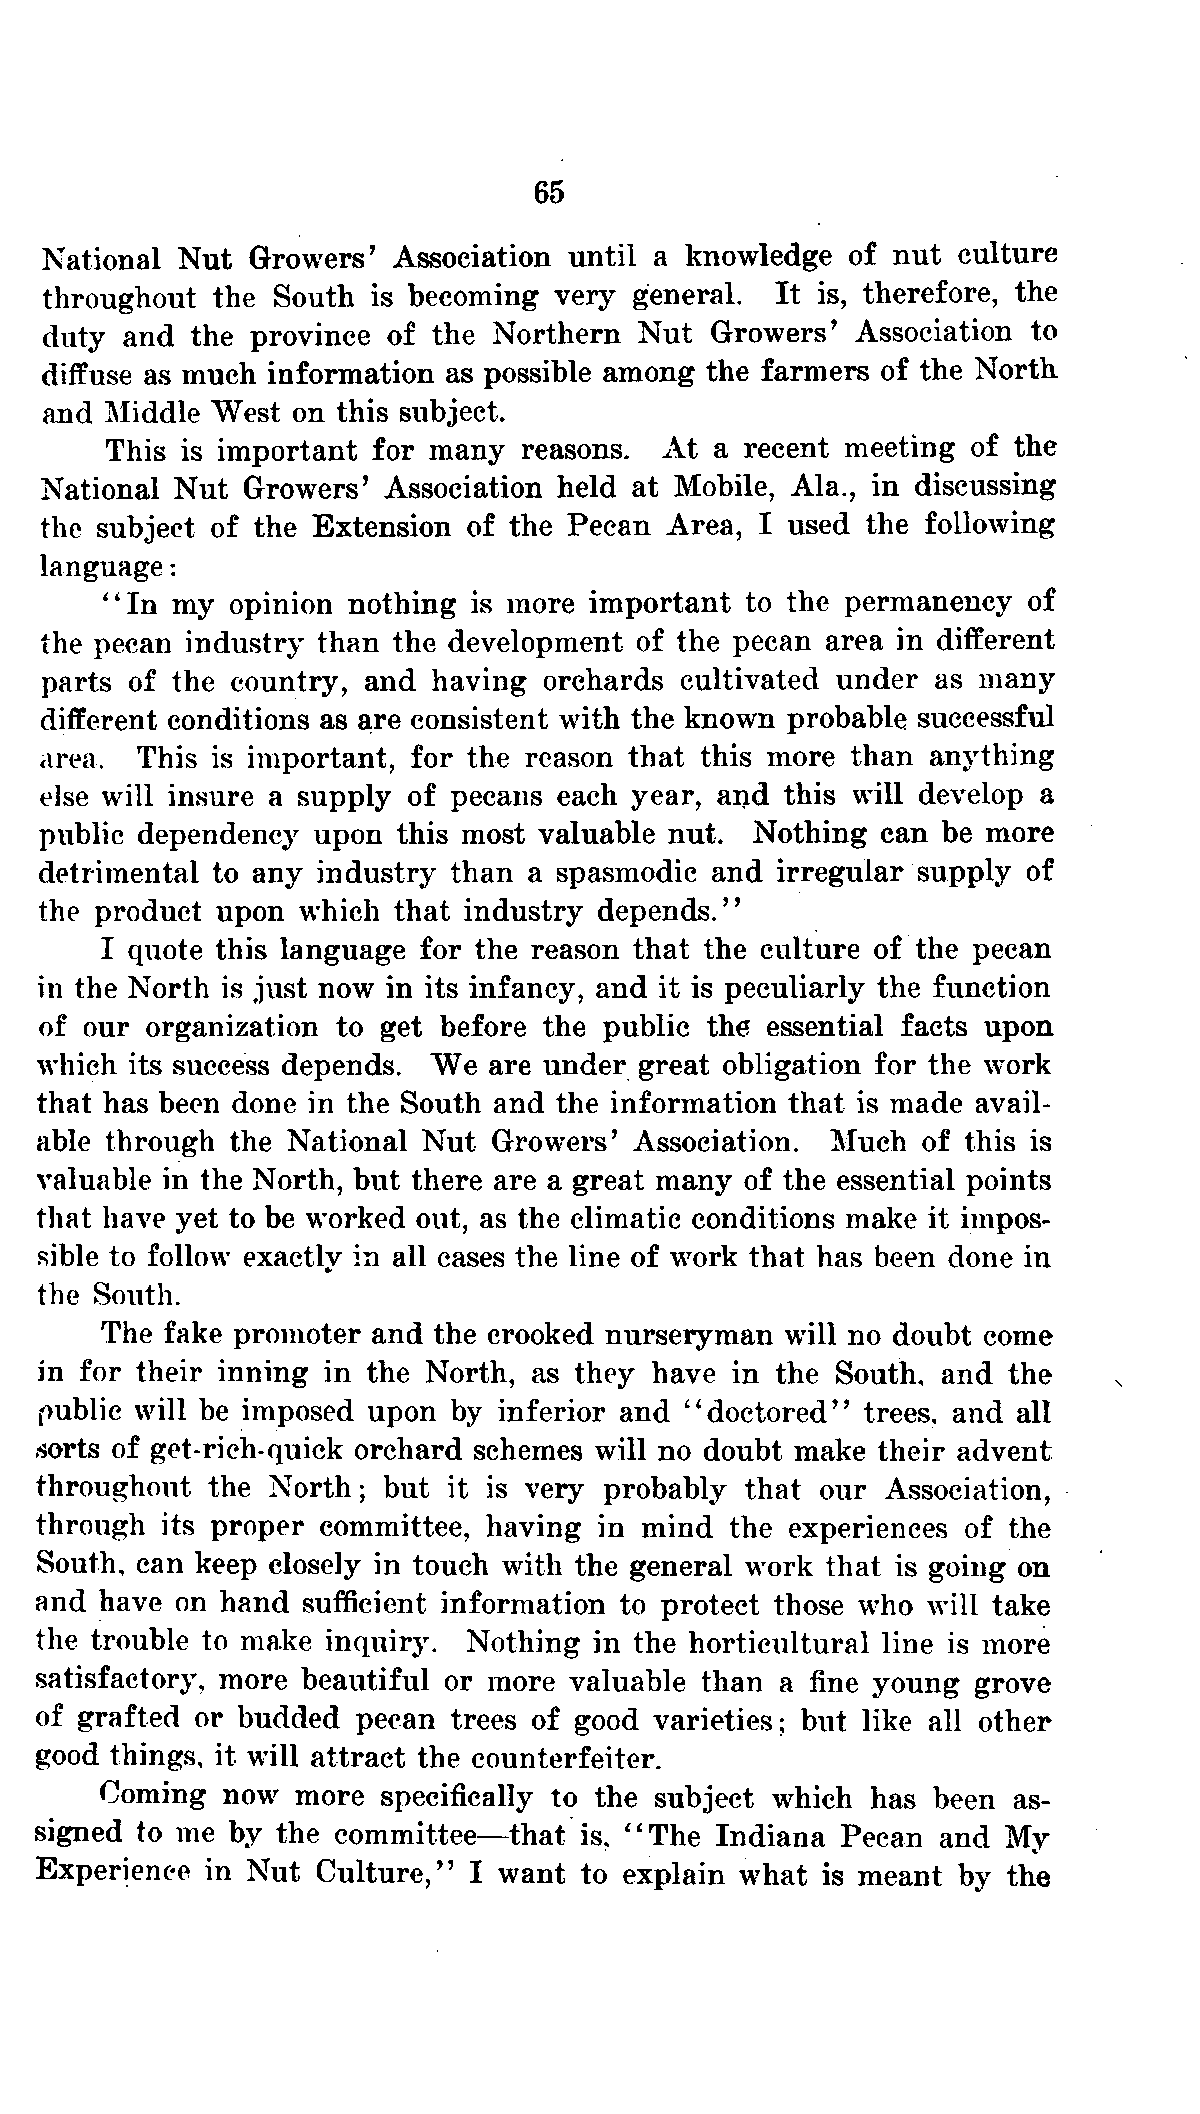 65
National Nut Growers' Association until a knowledge of nut culture
throughout the South is becoming very general. It is, therefore, the
duty and the province of the Northern Nut Growers' Association to
diffuse as much information as possible among the farmers of the North
and Middle West on this subject.
This is important for many reasons. At a recent meeting of the
National Nut Growers' Association held at Mobile, Ala., in discussing
the subject of the Extension of the Pecan Area, I used the following
language:
"In my opinion nothing is more important to the permanency of
the pecan industry than the development of the pecan area in different
parts of the country, and having orchards cultivated under as many
different conditions as are consistent with the known probable successful
area. This is important, for the reason that this more than anything
else will insure a supply of pecans each year, and this will develop a
public dependency upon this most valuable nut. Nothing can be more
detrimental to any industry than a spasmodic and irregular supply of
the product upon which that industry depends."
I quote this language for the reason that the culture of the pecan
in the North is just now in its infancy, and it is peculiarly the function
of our organization to get before the public the essential facts upon
which its success depends. We are under great obligation for the work
that has been done in the South and the information that is made avail-
able through the National Nut Growers' Association. Much of this is
valuable in the North, but there are a great many of the essential points
that have yet to be worked out, as the climatic conditions make it impos-
sible to follow exactly in all cases the line of work that has been done in
the South.
The fake promoter and the crooked nurseryman will no doubt come
in for their inning in the North, as they have in the South, and the
public will be imposed upon by inferior and "doctored" trees, and all
sorts of get-rich-quick orchard schemes will no doubt make their advent
throughout the North; but it is very probably that our Association,
through its proper committee, having in mind the experiences of the
South, can keep closely in touch with the general work that is going on
and have on hand sufficient information to protect those who will take
the trouble to make inquiry. Nothing in the horticultural line is more
satisfactory, more beautiful or more valuable than a fine young grove
of grafted or budded pecan trees of good varieties; but like all other
good things, it will attract the counterfeiter.
Coming now more specifically to the subject which has been as-
signed to me by the committee—that is, "The Indiana Pecan and My
Experience in Nut Culture," I want to explain what is meant by the